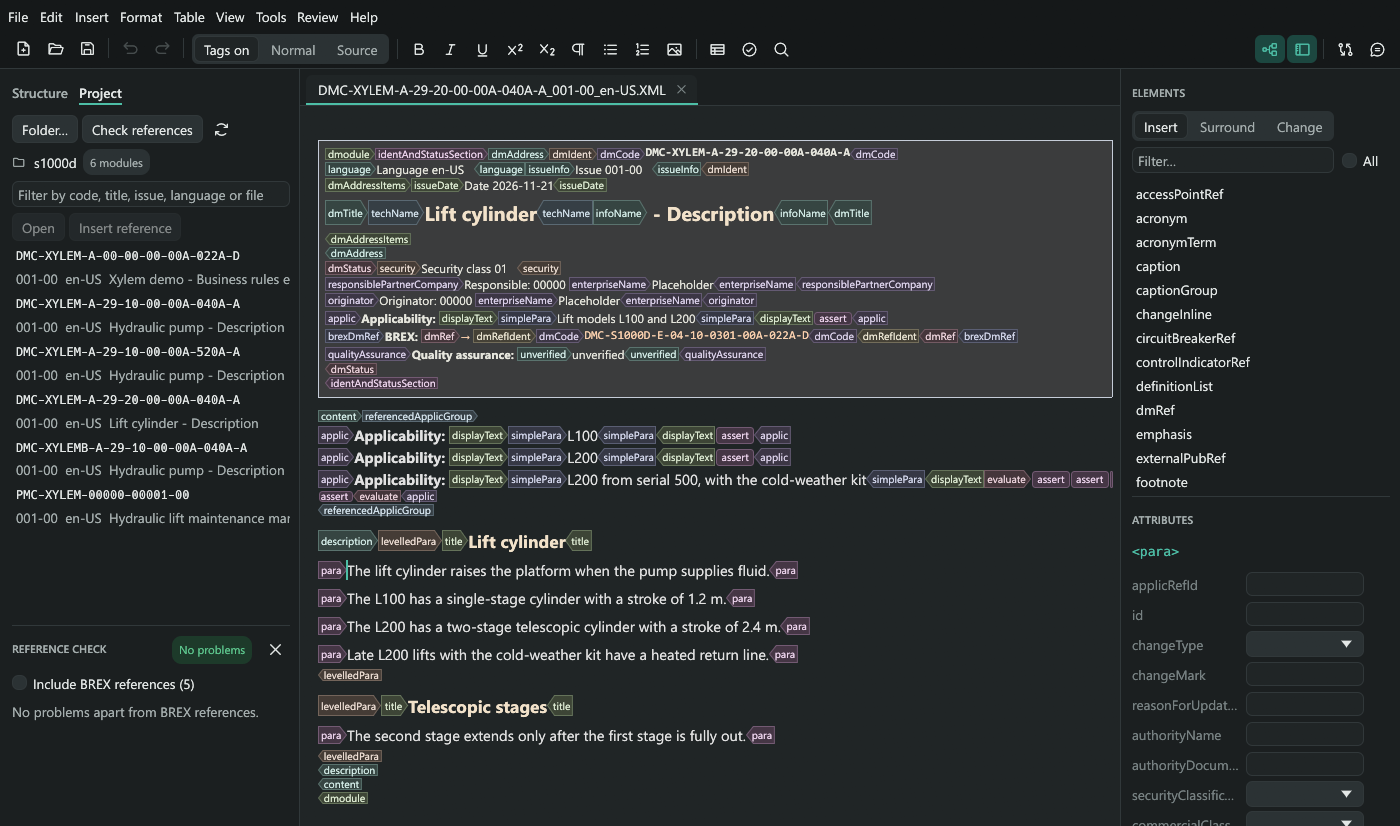 File Edit Insert Format Table View Tools Review Help
Tags on Normal Source
Structure Project
Folder... Check references
s1000d 6 modules
Filter by code, title, issue, language or file
Open Insert reference
DMC-XYLEM-A-00-00-00-00A-022A-D
001-00 en-US Xylem demo - Business rules e
DMC-XYLEM-A-29-10-00-00A-040A-A
001-00 en-US Hydraulic pump - Description
DMC-XYLEM-A-29-10-00-00A-520A-A
001-00 en-US Hydraulic pump - Description
DMC-XYLEM-A-29-20-00-00A-040A-A
001-00 en-US Lift cylinder - Description
DMC-XYLEMB-A-29-10-00-00A-040A-A
001-00 en-US Hydraulic pump - Description
PMC-XYLEM-00000-00001-00
001-00 en-US Hydraulic lift maintenance mar
REFERENCE CHECK No problems
Include BREX references (5)
No problems apart from BREX references.
DMC-XYLEM-A-29-20-00-00A-040A-A_001-00_en-US.XML
dmodule identAndStatusSection dmAddress dmIdent dmCode DMC-XYLEM-A-29-20-00-00A-040A-A dmCode
language Language en-US language issueInfo Issue 001-00 issueInfo dmIdent
dmAddressItems issueDate Date 2026-11-21 issueDate
dmTitle techName Lift cylinder techName infoName - Description infoName dmTitle
dmAddressItems
dmAddress
dmStatus security Security class 01 security
responsiblePartnerCompany Responsible: 00000 enterpriseName Placeholder enterpriseName responsiblePartnerCompany
originator Originator: 00000 enterpriseName Placeholder enterpriseName originator
applic Applicability: displayText simplePara Lift models L100 and L200 simplePara displayText assert applic
brexDmRef BREX: dmRef → dmRefIdent dmCode DMC-S1000D-E-04-10-0301-00A-022A-D dmCode dmRefIdent dmRef brexDmRef
qualityAssurance Quality assurance: unverified unverified unverified qualityAssurance
dmStatus
identAndStatusSection
content referencedApplicGroup
applic Applicability: displayText simplePara L100 simplePara displayText assert applic
applic Applicability: displayText simplePara L200 simplePara displayText assert applic
applic Applicability: displayText simplePara L200 from serial 500, with the cold-weather kit simplePara displayText evaluate assert assert
assert evaluate applic
referencedApplicGroup
description levelledPara title Lift cylinder title
para The lift cylinder raises the platform when the pump supplies fluid. para
para The L100 has a single-stage cylinder with a stroke of 1.2 m. para
para The L200 has a two-stage telescopic cylinder with a stroke of 2.4 m. para
para Late L200 lifts with the cold-weather kit have a heated return line. para
levelledPara
levelledPara title Telescopic stages title
para The second stage extends only after the first stage is fully out. para
levelledPara
description
content
dmodule
ELEMENTS
Insert Surround Change
Filter... All
accessPointRef
acronym
acronymTerm
caption
captionGroup
changeInline
circuitBreakerRef
controlIndicatorRef
definitionList
dmRef
emphasis
externalPubRef
footnote
ATTRIBUTES
<para>
applicRefId
id
changeType
changeMark
reasonForUpdat...
authorityName
authorityDocum...
securityClassific...
commercialClass